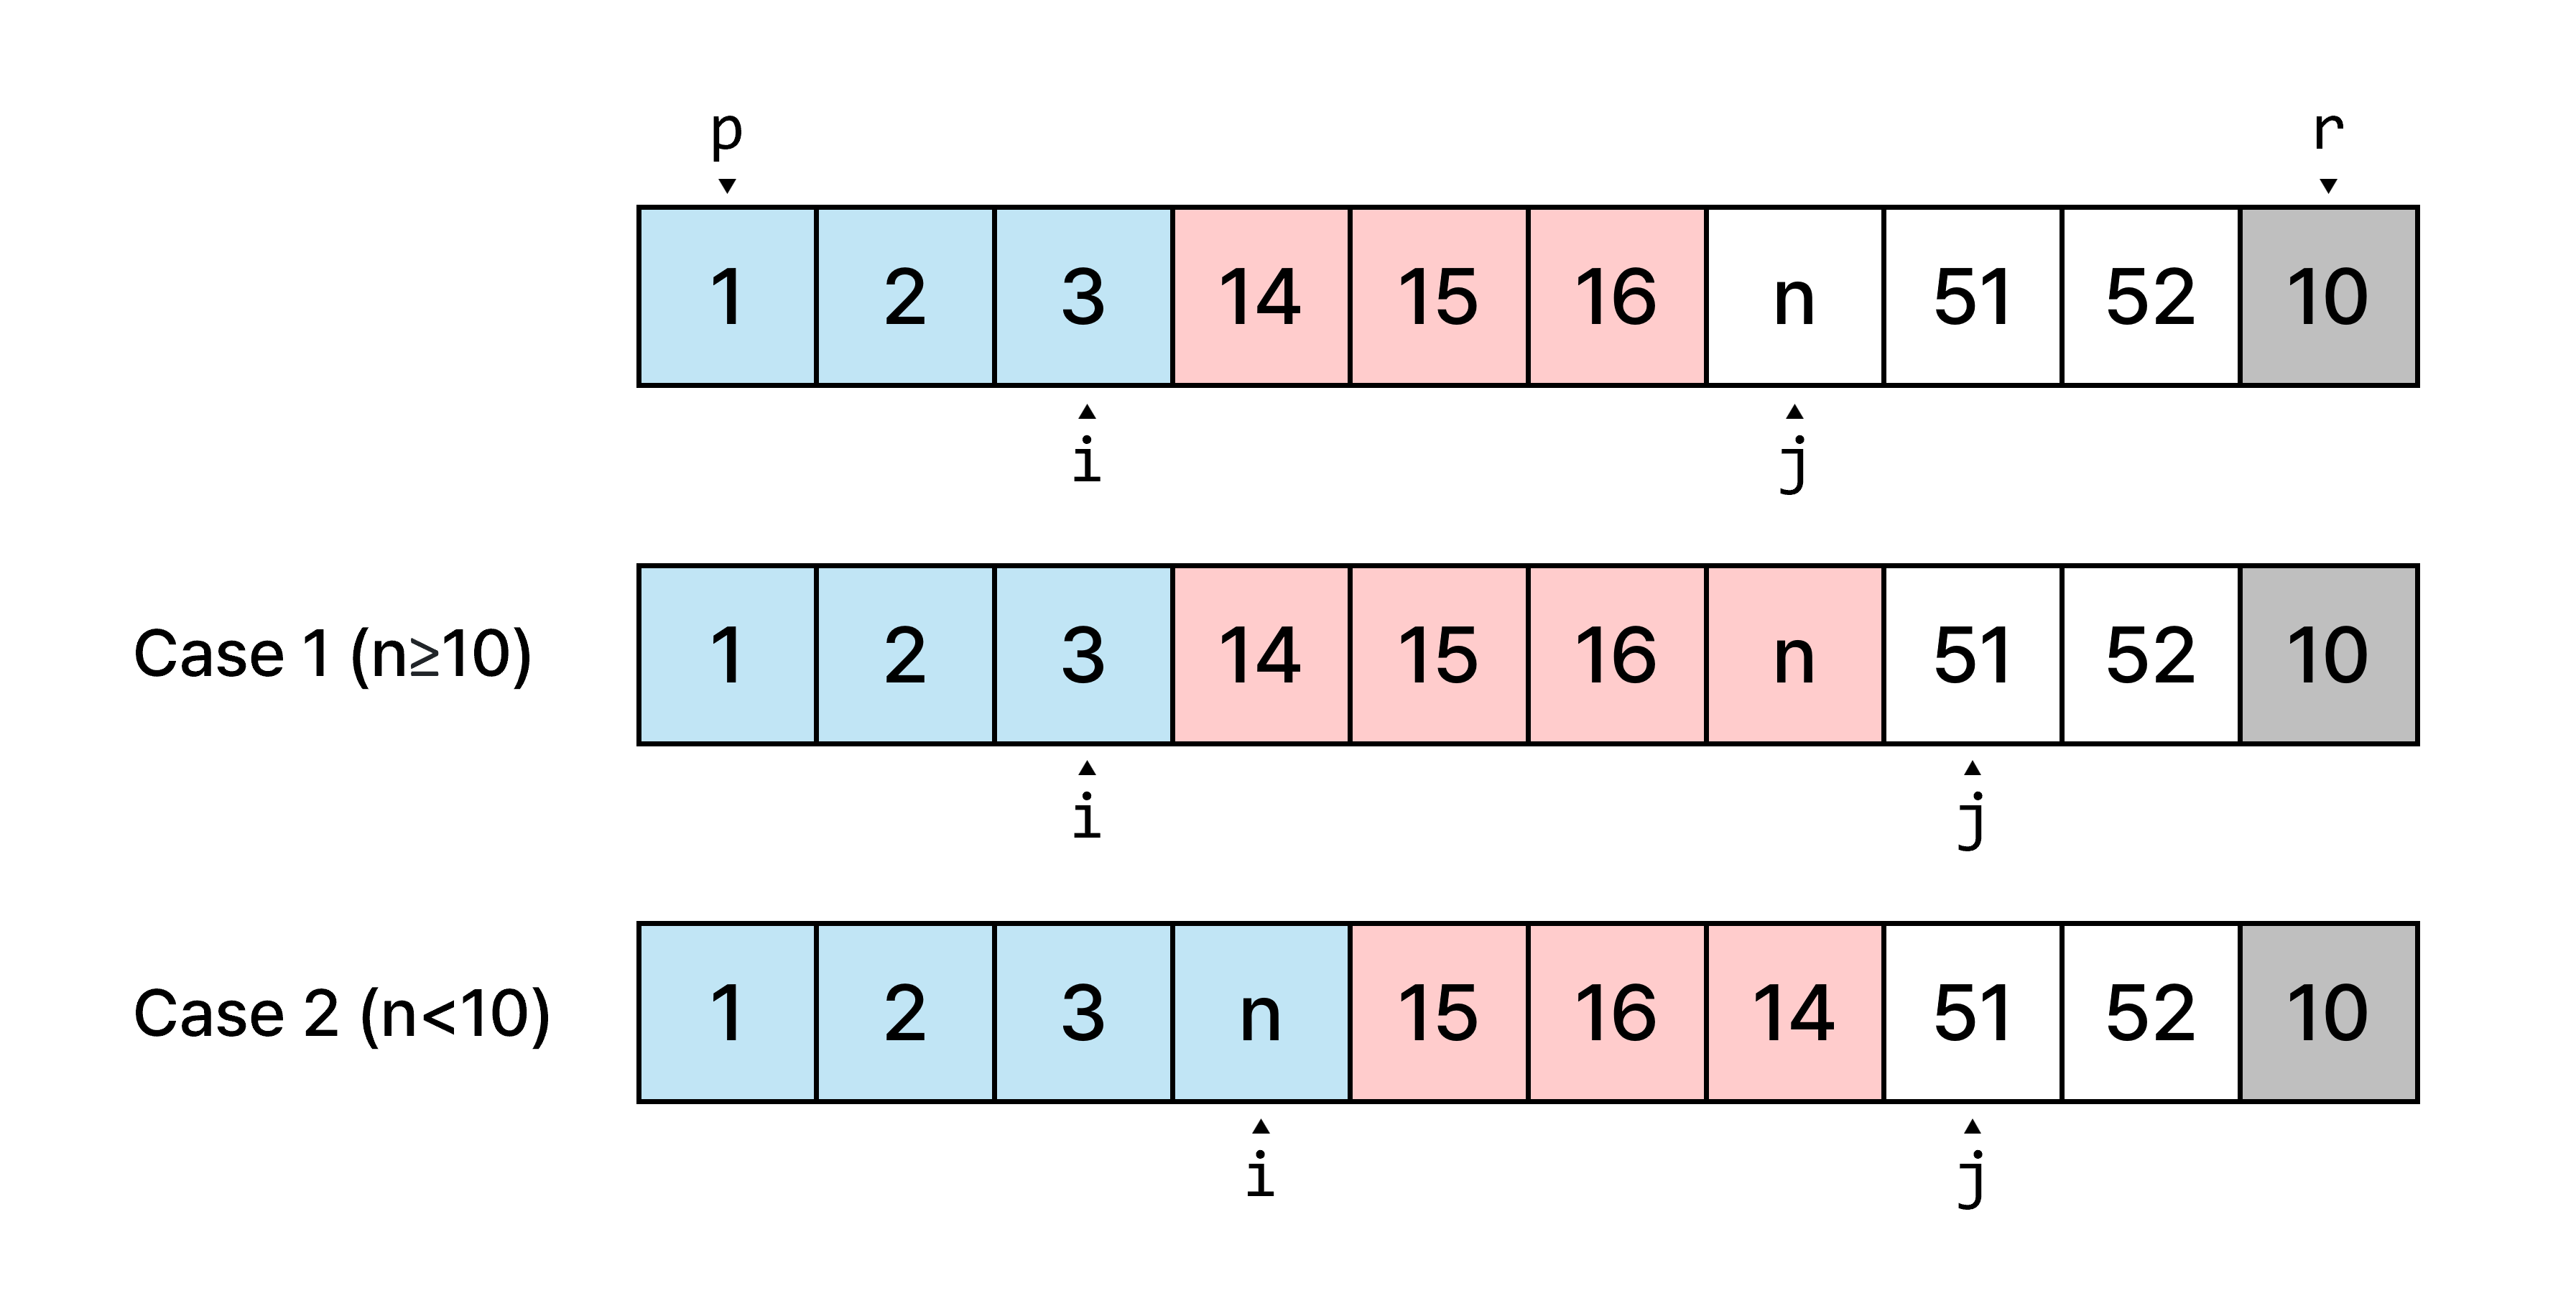 p r
1 2 3 14 15 16 n 51 52 10
i j
Case 1 (n≥10) 1 2 3 14 15 16 n 51 52 10
i j
Case 2 (n<10) 1 2 3 n 15 16 14 51 52 10
i j